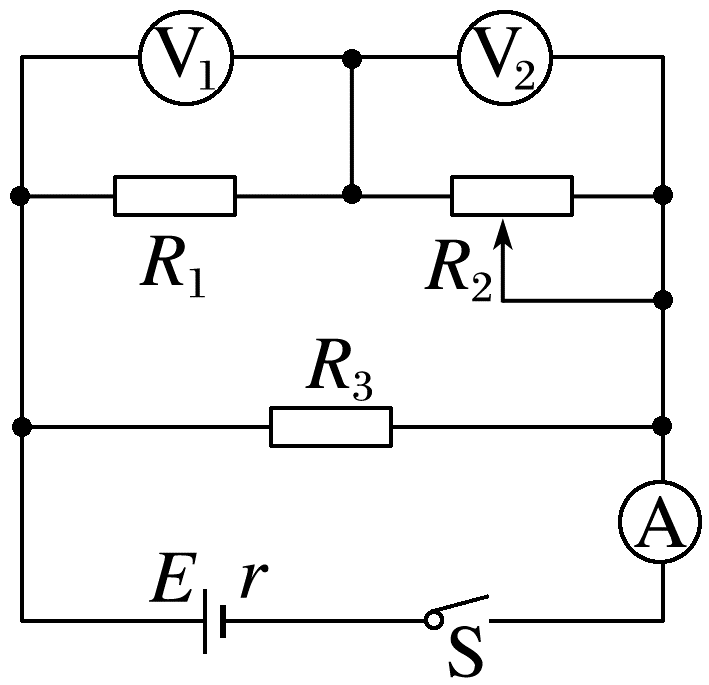 V₁ V₂
R₁ R₂
R₃
A
E r
S